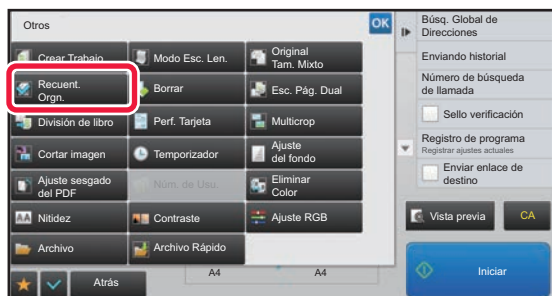 Otros
OK
Crear Trabajo
Modo Esc. Len.
Original
Tam. Mixto
Recuent.
Orgn.
Borrar
Esc. Pág. Dual
División de libro
Perf. Tarjeta
Multicrop
Cortar imagen
Temporizador
Ajuste
del fondo
Ajuste sesgado
del PDF
Núm. de Usu.
Eliminar
Color
AA Nitidez
Contraste
Ajuste RGB
Archivo
Archivo Rápido
Atrás
A4
A4
Búsq. Global de
Direcciones
Enviando historial
Número de búsqueda
de llamada
Sello verificación
Registro de programa
Registrar ajustes actuales
Enviar enlace de
destino
Vista previa
CA
Iniciar